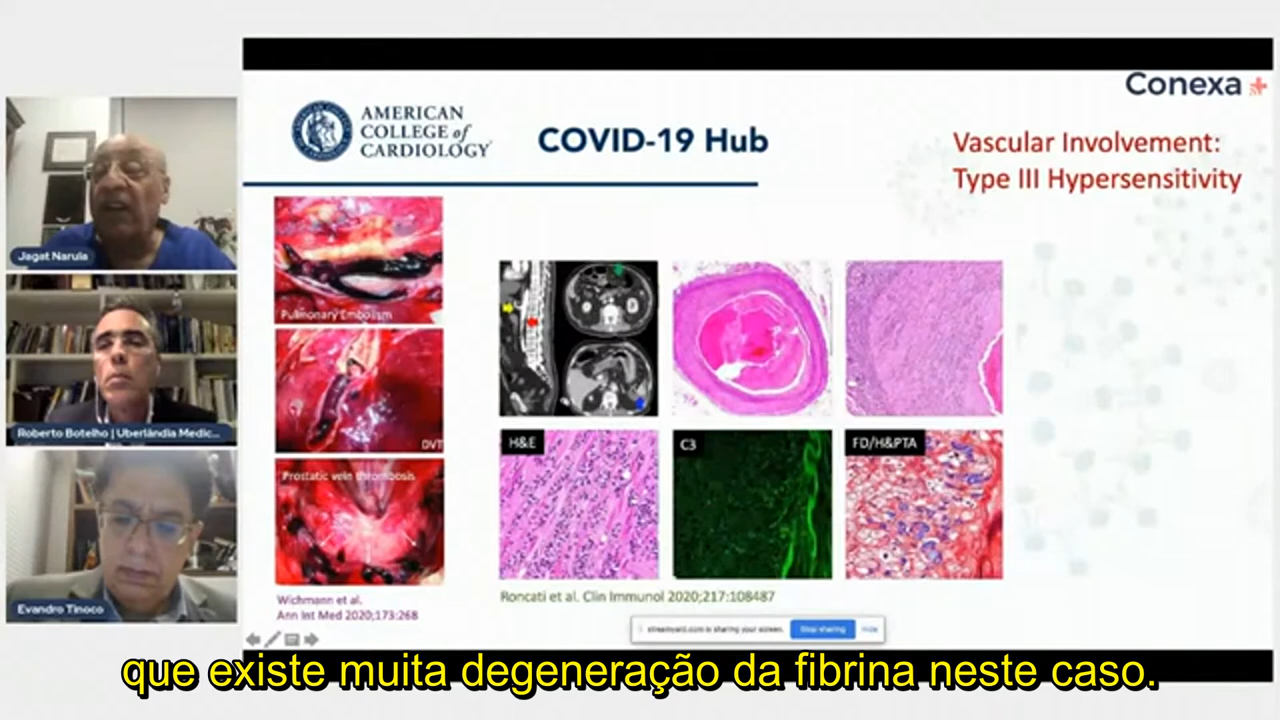 Conexa
AMERICAN
COLLEGE of
CARDIOLOGY
COVID-19 Hub
Vascular Involvement:
Type III Hypersensitivity
Jagat Narula
Roberto Botelho | Uberlândia Medic...
Evandro Tinoco
Pulmonary Embolism
DVT
Prostatic vein thrombosis
H&E
C3
FD/H&PTA
Wichmann et al.
Ann Int Med 2020;173:268
Roncati et al. Clin Immunol 2020;217:108487
streamyard.com is sharing your screen.
Stop sharing
Hide
que existe muita degeneração da fibrina neste caso.